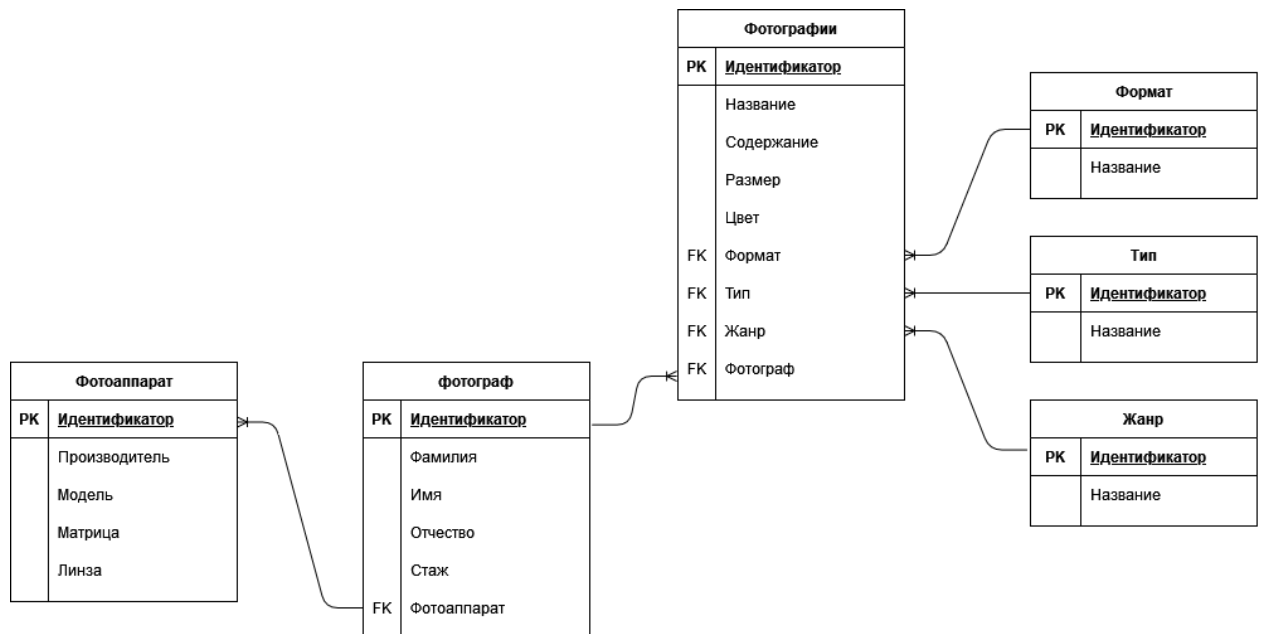 Фотографии
PK Идентификатор
Название
Содержание
Размер
Цвет
FK Формат
FK Тип
FK Жанр
FK Фотограф
Формат
PK Идентификатор
Название
Тип
PK Идентификатор
Название
Жанр
PK Идентификатор
Название
Фотоаппарат
PK Идентификатор
Производитель
Модель
Матрица
Линза
фотограф
PK Идентификатор
Фамилия
Имя
Отчество
Стаж
FK Фотоаппарат